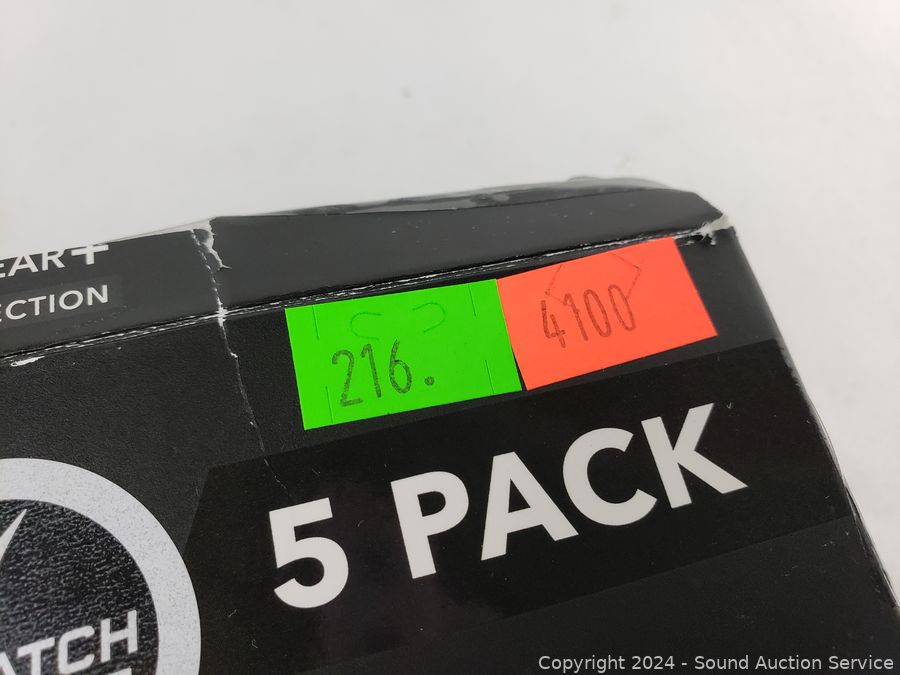 EAR+
ECTION
216.
4100
5 PACK
ATCH
Copyright 2024 - Sound Auction Service